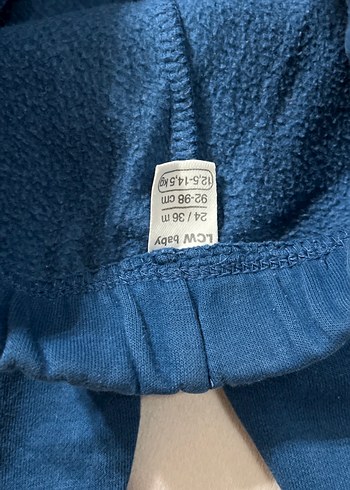 LCW baby
24 / 36 m
92-98 cm
12,5-14,5 kg